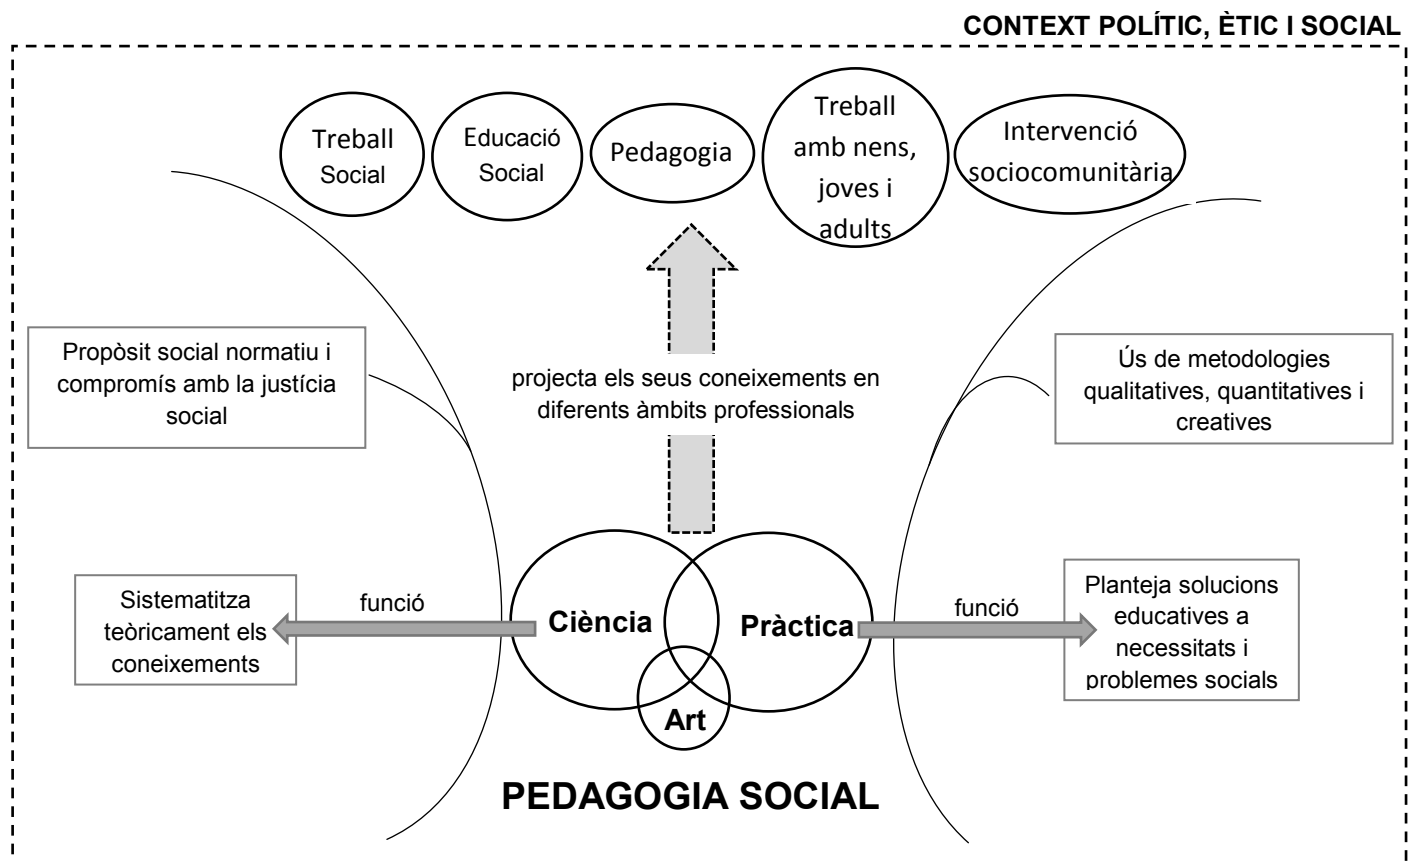 CONTEXT POLÍTIC, ÈTIC I SOCIAL
Treball
Social
Educació
Social
Pedagogia
Treball
amb nens,
joves i
adults
Intervenció
sociocomunitària
Propòsit social normatiu i
compromís amb la justícia
social
projecta els seus coneixements en
diferents àmbits professionals
Ús de metodologies
qualitatives, quantitatives i
creatives
Sistematitza
teòricament els
coneixements
funció
Ciència
Pràctica
Art
funció
Planteja solucions
educatives a
necessitats i
problemes socials
PEDAGOGIA SOCIAL